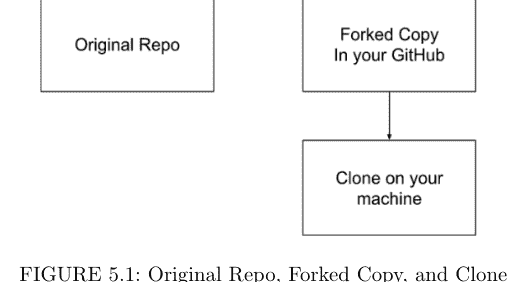 Original Repo
Forked Copy
In your GitHub
Clone on your
machine
FIGURE 5.1: Original Repo, Forked Copy, and Clone